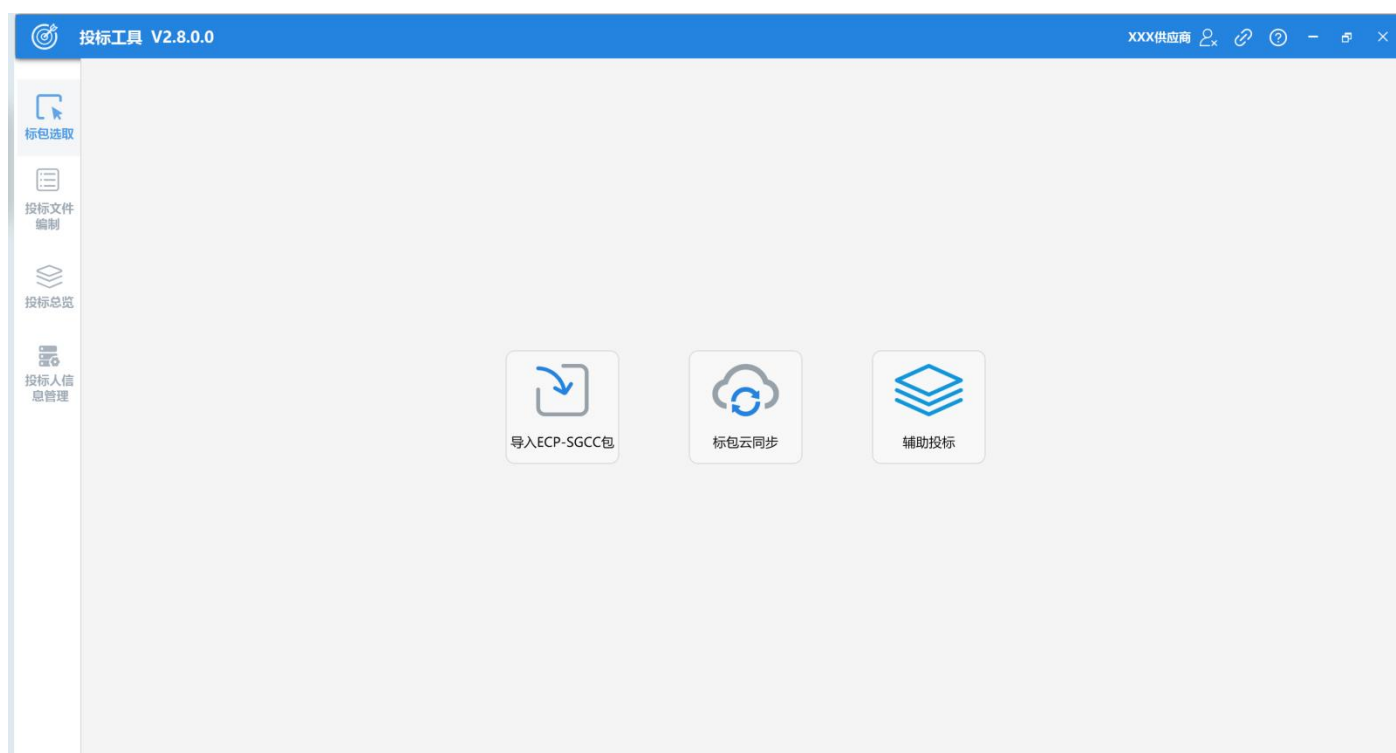 投标工具 V2.8.0.0
XXX供应商
标包选取
投标文件
编制
投标总览
投标人信
息管理
导入ECP-SGCC包
标包云同步
辅助投标